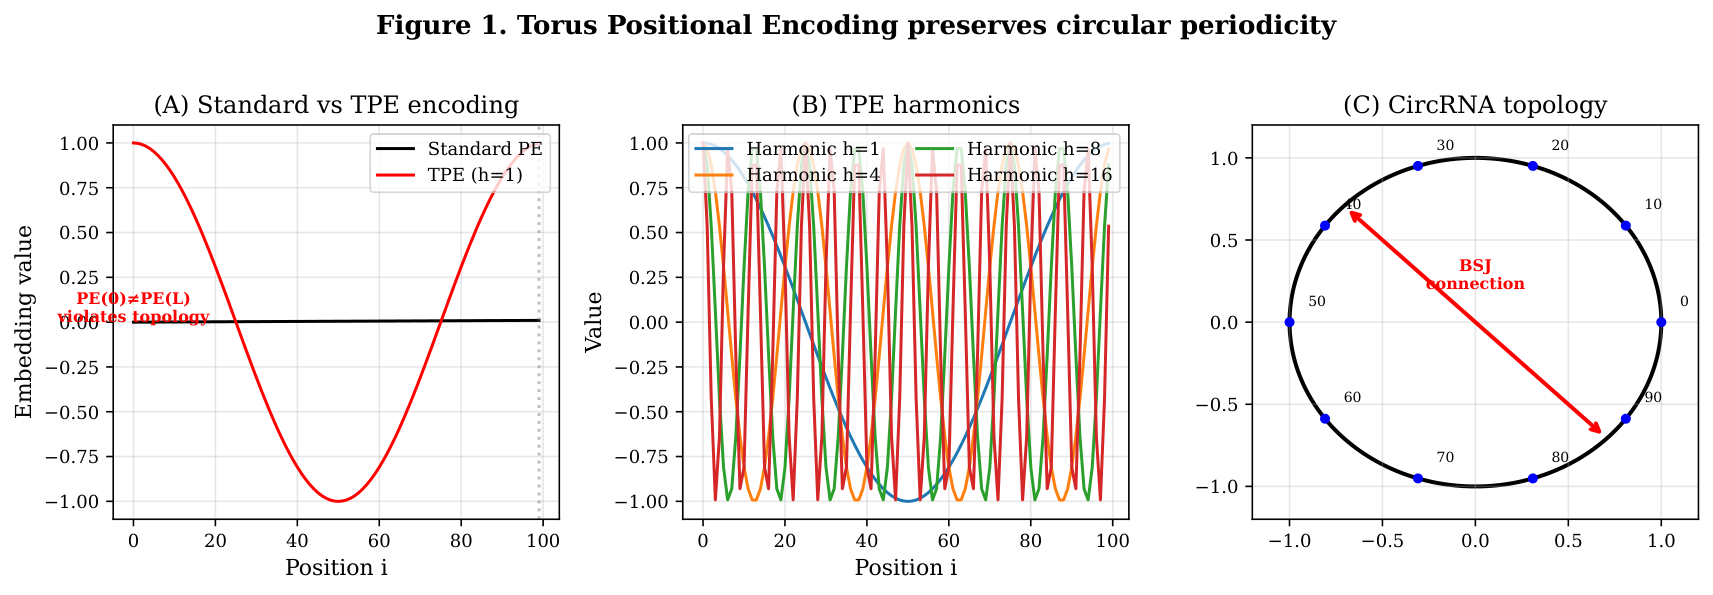 Figure 1. Torus Positional Encoding preserves circular periodicity
(A) Standard vs TPE encoding
Embedding value
1.00
0.75
0.50
0.25
0.00
−0.25
−0.50
−0.75
−1.00
Standard PE
TPE (h=1)
PE(0)≠PE(L)
violates topology
0
20
40
60
80
100
Position i
(B) TPE harmonics
Value
1.00
0.75
0.50
0.25
0.00
−0.25
−0.50
−0.75
−1.00
Harmonic h=1
Harmonic h=4
Harmonic h=8
Harmonic h=16
0
20
40
60
80
100
Position i
(C) CircRNA topology
1.0
0.5
0.0
−0.5
−1.0
30
20
40
10
BSJ
connection
50
0
60
90
70
80
−1.0
−0.5
0.0
0.5
1.0